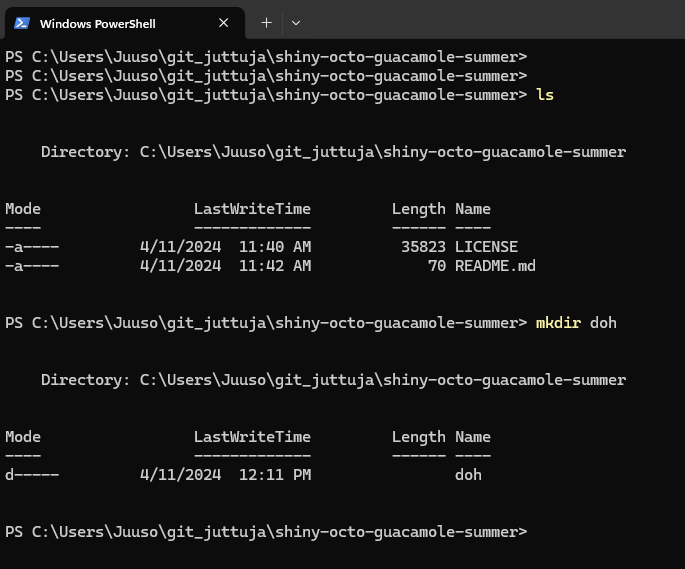 Windows PowerShell
PS C:\Users\Juuso\git_juttuja\shiny-octo-guacamole-summer>
PS C:\Users\Juuso\git_juttuja\shiny-octo-guacamole-summer>
PS C:\Users\Juuso\git_juttuja\shiny-octo-guacamole-summer> ls
    Directory: C:\Users\Juuso\git_juttuja\shiny-octo-guacamole-summer
Mode                 LastWriteTime         Length Name
----                 -------------         ------ ----
-a----         4/11/2024  11:40 AM          35823 LICENSE
-a----         4/11/2024  11:42 AM             70 README.md
PS C:\Users\Juuso\git_juttuja\shiny-octo-guacamole-summer> mkdir doh
    Directory: C:\Users\Juuso\git_juttuja\shiny-octo-guacamole-summer
Mode                 LastWriteTime         Length Name
----                 -------------         ------ ----
d-----         4/11/2024  12:11 PM                doh
PS C:\Users\Juuso\git_juttuja\shiny-octo-guacamole-summer>